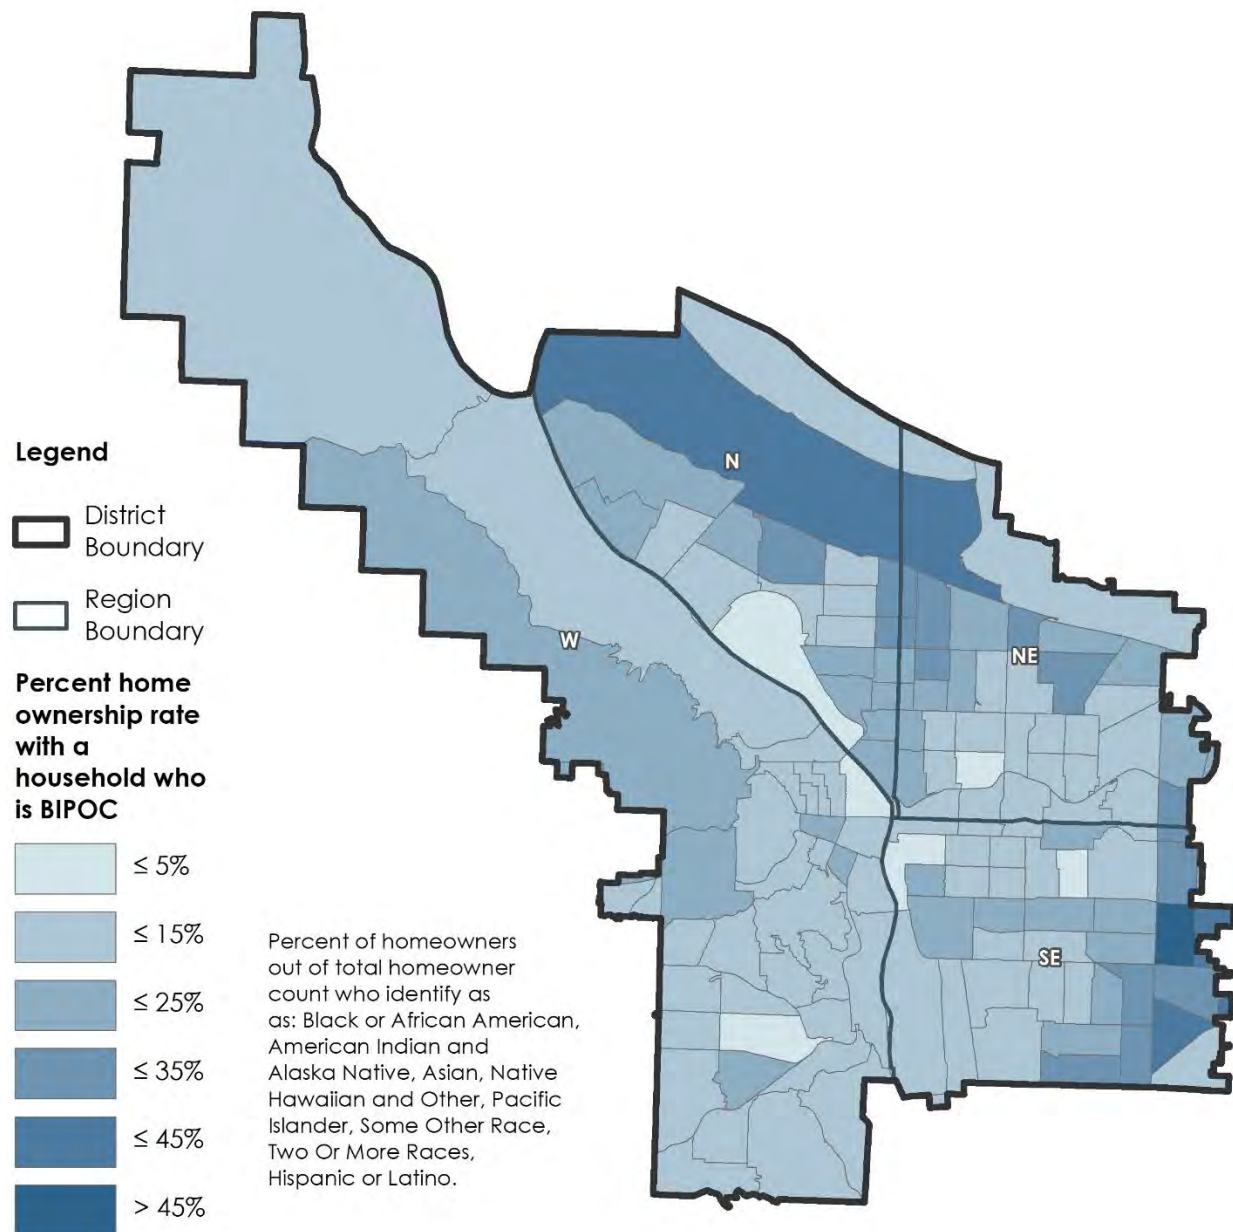 Legend
District
Boundary
Region
Boundary
Percent home
ownership rate
with a
household who
is BIPOC
≤ 5%
≤ 15%
≤ 25%
≤ 35%
≤ 45%
> 45%
Percent of homeowners
out of total homeowner
count who identify as
as: Black or African American,
American Indian and
Alaska Native, Asian, Native
Hawaiian and Other, Pacific
Islander, Some Other Race,
Two Or More Races,
Hispanic or Latino.
N
W
NE
SE